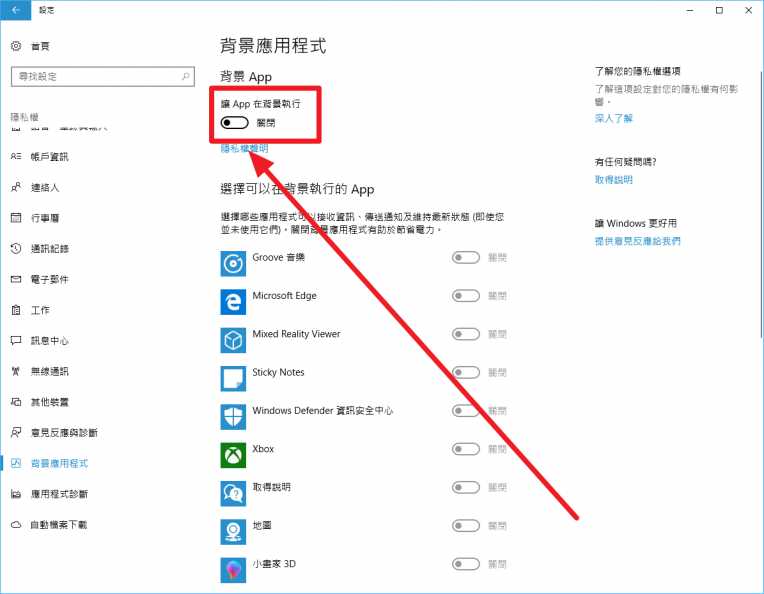 設定
首頁
尋找設定
隱私權
帳戶資訊
連絡人
行事曆
通訊記錄
電子郵件
工作
訊息中心
無線通訊
其他裝置
意見反應與診斷
背景應用程式
應用程式診斷
自動檔案下載
背景應用程式
背景 App
讓 App 在背景執行
關閉
隱私權聲明
選擇可以在背景執行的 App
選擇哪些應用程式可以接收資訊、傳送通知及維持最新狀態 (即使您
並未使用它們)。關閉背景應用程式有助於節省電力。
Groove 音樂
關閉
Microsoft Edge
關閉
Mixed Reality Viewer
關閉
Sticky Notes
關閉
Windows Defender 資訊安全中心
關閉
Xbox
關閉
取得說明
關閉
地圖
關閉
小畫家 3D
關閉
了解您的隱私權選項
了解這項設定對您的隱私權有何影
響。
深入了解
有任何疑問嗎?
取得說明
讓 Windows 更好用
提供意見反應給我們